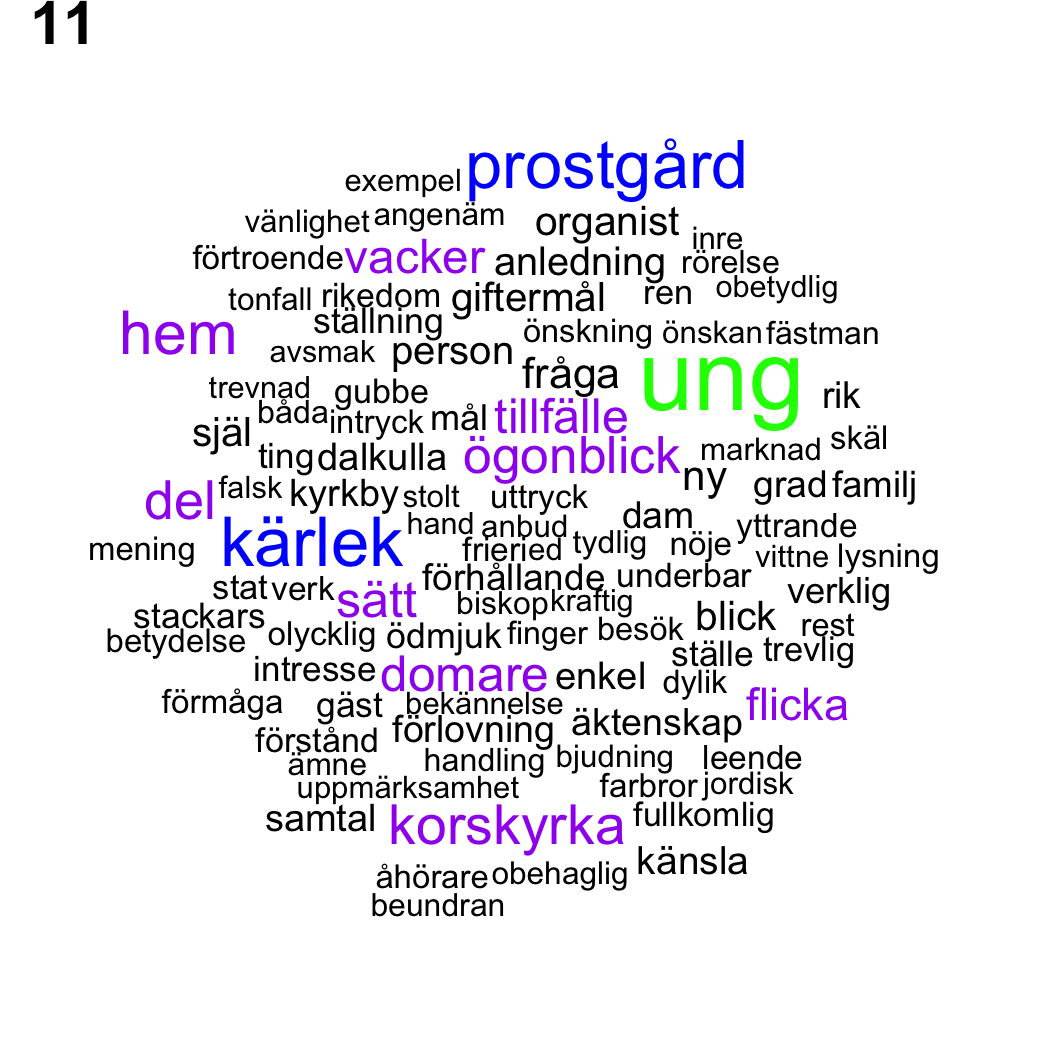 11
exempel prostgård
vänlighet angenäm organist inre
förtroende vacker anledning rörelse
tonfall rikedom giftermål ren obetydlig
hem ställning önskning önskan fästman
avsmak person fråga ung rik
trevnad gubbe
själ båda intryck mål tillfälle skäl
ting dalkulla ögonblick marknad
del falsk kyrkby stolt uttryck ny grad familj
mening kärlek hand anbud dam yttrande
frieried tydlig nöje vittne lysning
stat verk sätt förhållande underbar verklig
stackars biskop kraftig blick rest
betydelse olycklig ödmjuk finger besök ställe trevlig
intresse domare enkel dylik flicka
förmåga gäst bekännelse
förstånd förlovning äktenskap
ämne handling bjudning leende
uppmärksamhet farbror jordisk
samtal korskyrka fullkomlig
åhörare obehaglig känsla
beundran